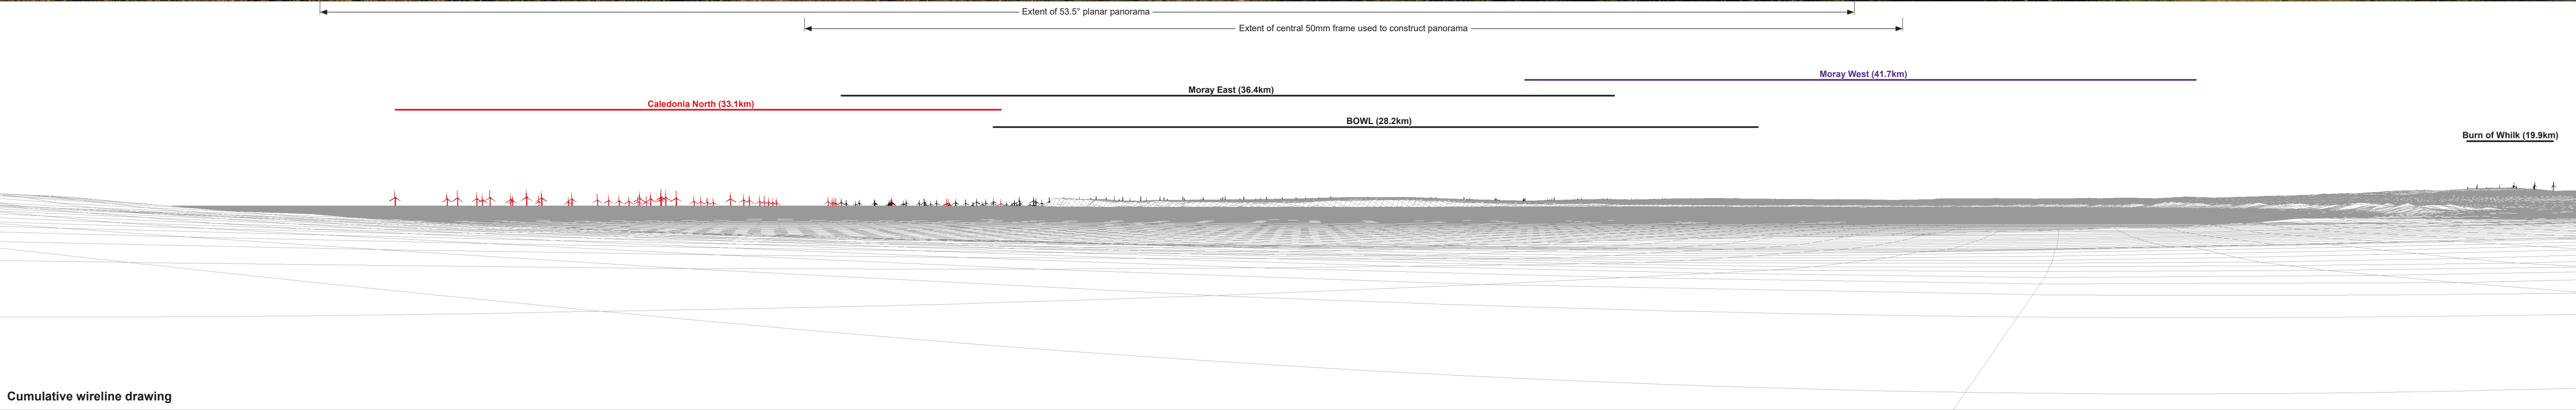 Extent of 53.5° planar panorama
Extent of central 50mm frame used to construct panorama
Moray West (41.7km)
Moray East (36.4km)
Caledonia North (33.1km)
BOWL (28.2km)
Burn of Whilk (19.9km)
Cumulative wireline drawing